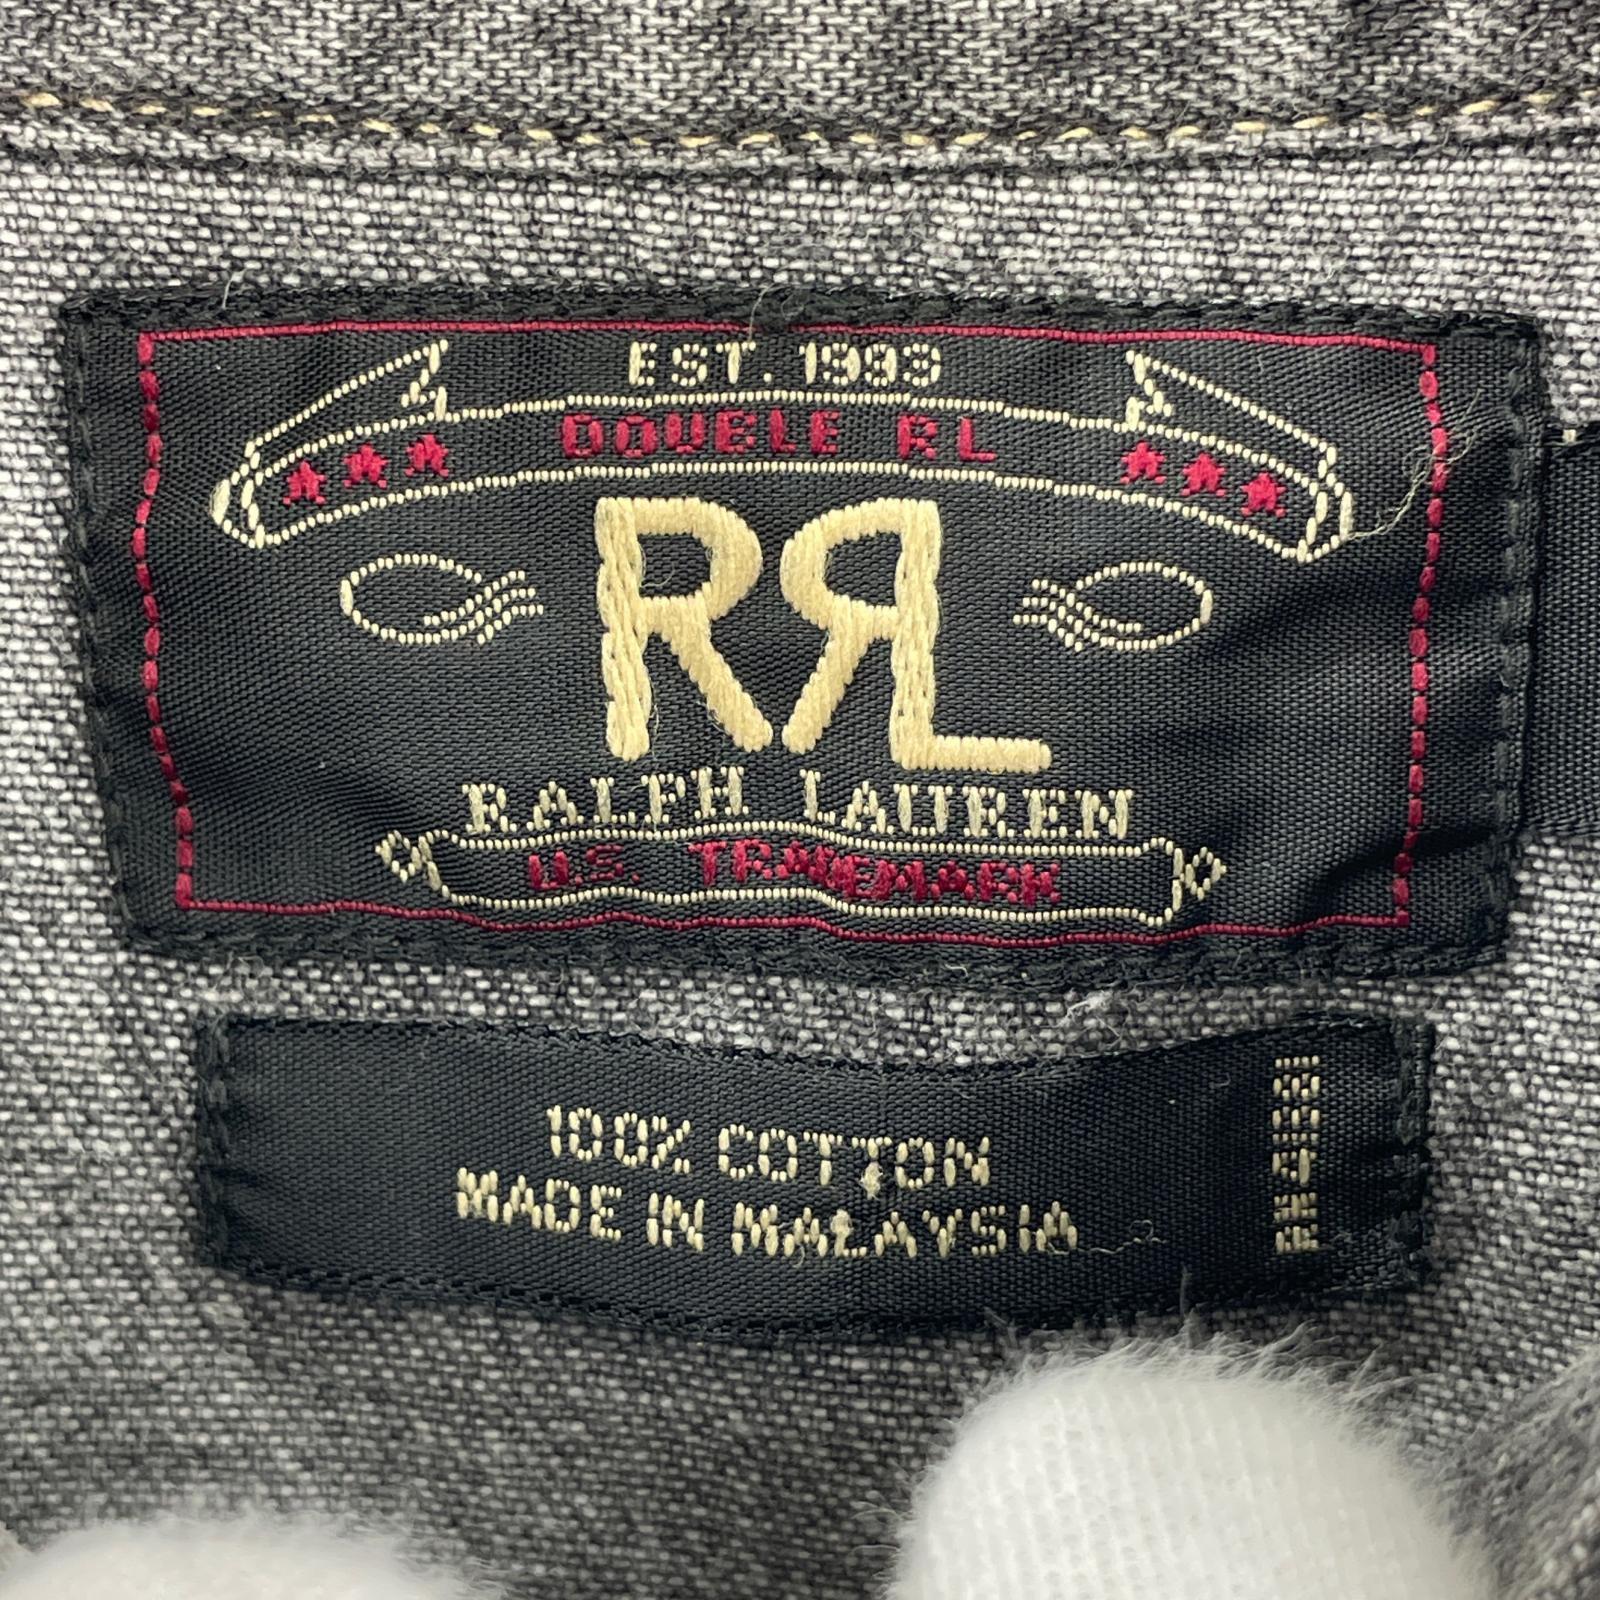 EST. 1993
DOUBLE RL
RRL
RALPH LAUREN
U.S. TRADEMARK
100% COTTON
MADE IN MALAYSIA